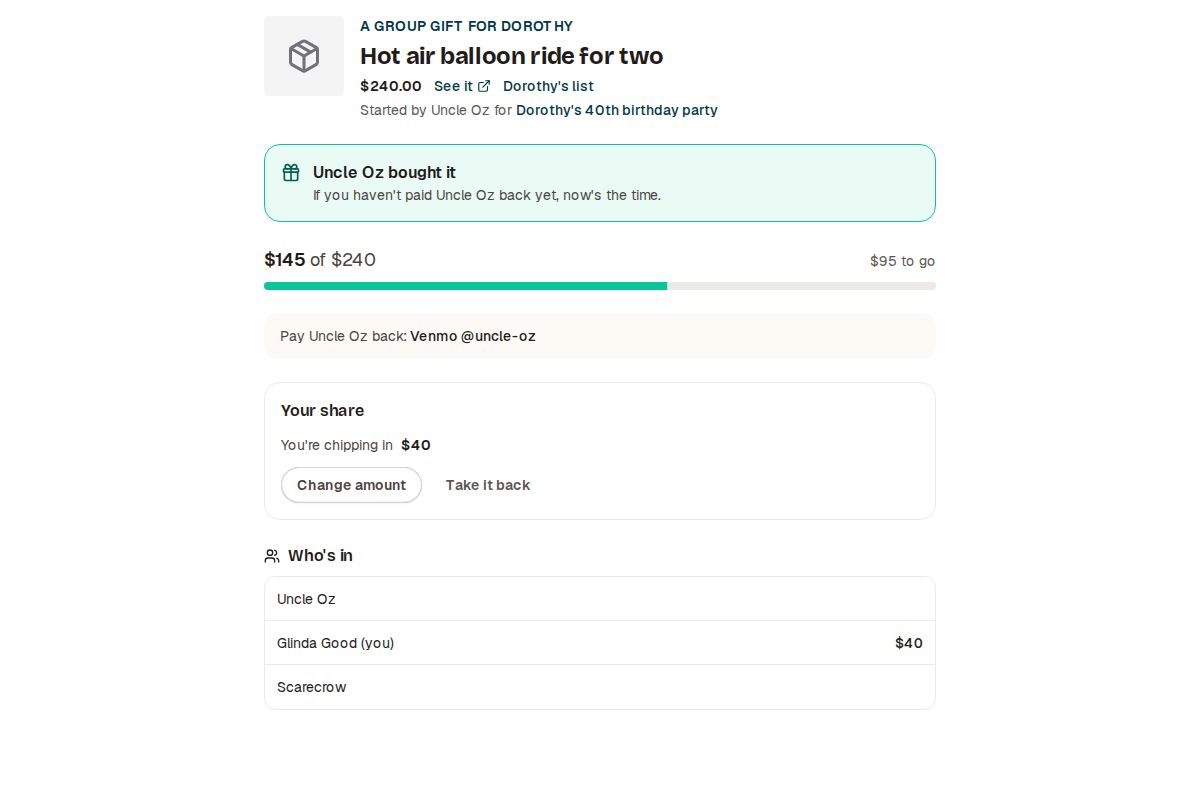 A GROUP GIFT FOR DOROTHY
Hot air balloon ride for two
$240.00 See it Dorothy's list
Started by Uncle Oz for Dorothy's 40th birthday party
Uncle Oz bought it
If you haven't paid Uncle Oz back yet, now's the time.
$145 of $240 $95 to go
Pay Uncle Oz back: Venmo @uncle-oz
Your share
You're chipping in $40
Change amount Take it back
Who's in
Uncle Oz
Glinda Good (you) $40
Scarecrow